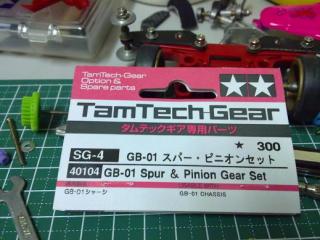 TamTech-Gear
Option &
Spare parts
TamTech-Gear
タムテックギア専用パーツ
★ 300
SG-4 GB-01 スパー・ピニオンセット
40104 GB-01 Spur & Pinion Gear Set
GB-01シャーシ GB-01 CHASSIS